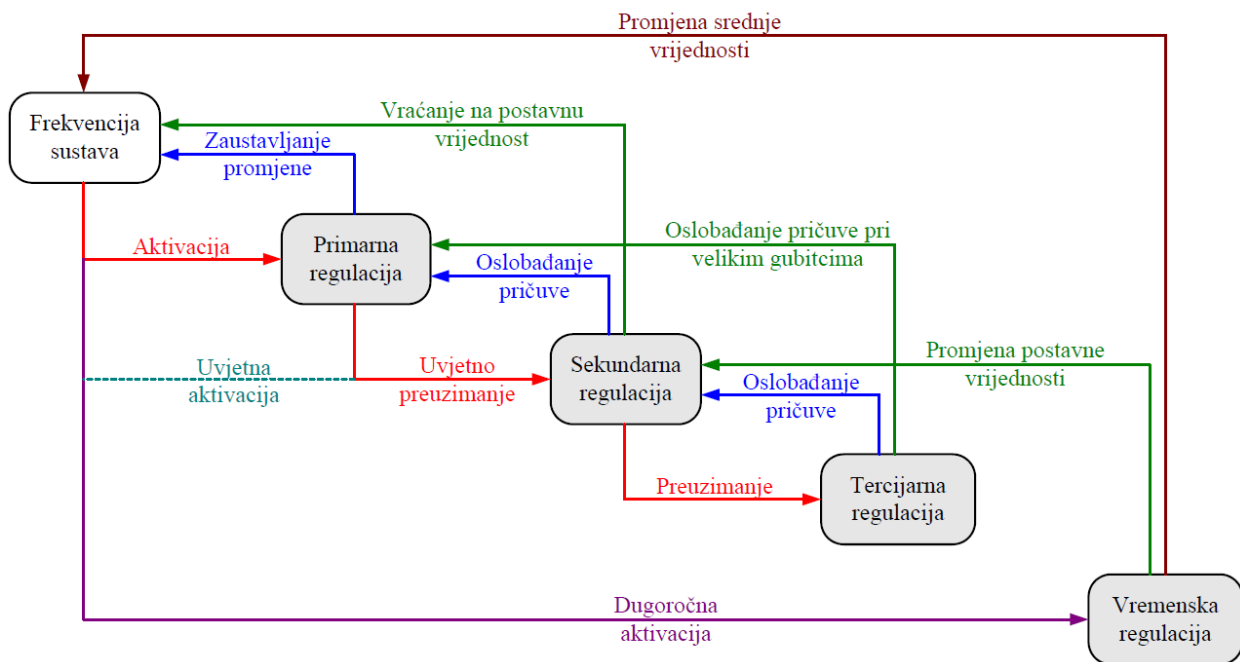 Promjena srednje
vrijednosti
Frekvencija
sustava
Vraćanje na postavnu
vrijednost
Zaustavljanje
promjene
Aktivacija
Primarna
regulacija
Oslobađanje pričuve pri
velikim gubitcima
Oslobađanje
pričuve
Uvjetna
aktivacija
Uvjetno
preuzimanje
Sekundarna
regulacija
Promjena postavne
vrijednosti
Oslobađanje
pričuve
Preuzimanje
Tercijarna
regulacija
Dugoročna
aktivacija
Vremenska
regulacija